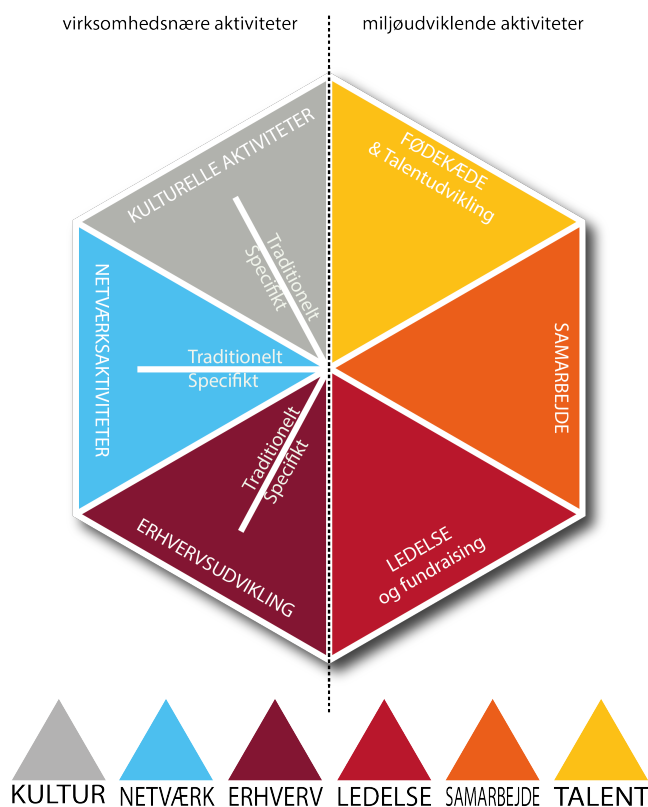 virksomhedsnære aktiviteter
miljøudviklende aktiviteter
KULTURELLE AKTIVITETER
Traditionelt
Specifikt
FØDEKÆDE
& Talentudvikling
NETVÆRKSAKTIVITETER
Traditionelt
Specifikt
SAMARBEJDE
ERHVERVSUDVIKLING
Traditionelt
Specifikt
LEDELSE
og fundraising
KULTUR
NETVÆRK
ERHVERV
LEDELSE
SAMARBEJDE
TALENT